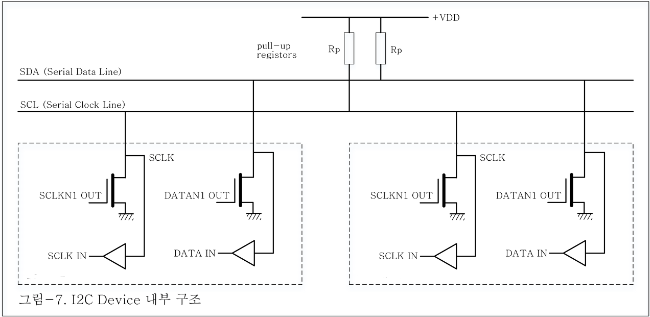 +VDD
pull-up
registors
Rp
Rp
SDA (Serial Data Line)
SCL (Serial Clock Line)
SCLK
SCLK
SCLKN1 OUT
DATAN1 OUT
SCLKN1 OUT
DATAN1 OUT
SCLK IN
DATA IN
SCLK IN
DATA IN
그림-7. I2C Device 내부 구조